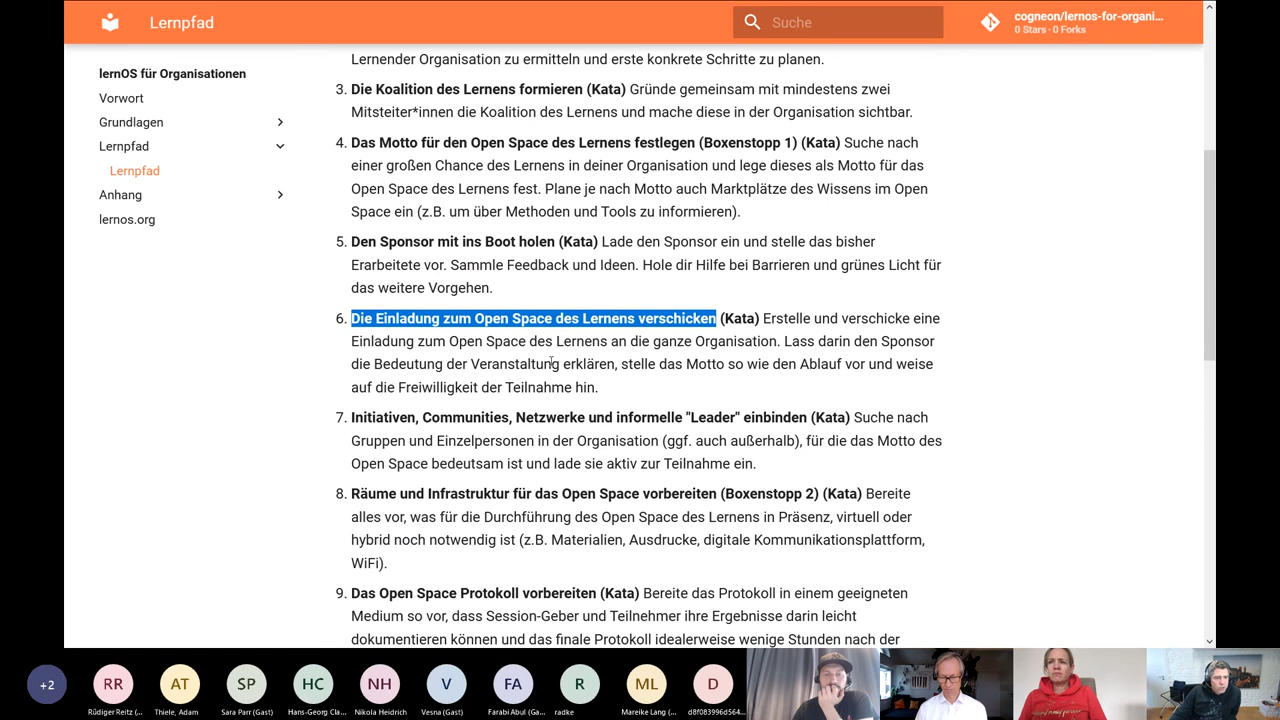 Lernpfad
Suche
cogneon/lernos-for-organi...
0 Stars · 0 Forks
lernOS für Organisationen
Vorwort
Grundlagen
Lernpfad
Lernpfad
Anhang
lernos.org
Lernender Organisation zu ermitteln und erste konkrete Schritte zu planen.
3. Die Koalition des Lernens formieren (Kata) Gründe gemeinsam mit mindestens zwei
Mitsteiter*innen die Koalition des Lernens und mache diese in der Organisation sichtbar.
4. Das Motto für den Open Space des Lernens festlegen (Boxenstopp 1) (Kata) Suche nach
einer großen Chance des Lernens in deiner Organisation und lege dieses als Motto für das
Open Space des Lernens fest. Plane je nach Motto auch Marktplätze des Wissens im Open
Space ein (z.B. um über Methoden und Tools zu informieren).
5. Den Sponsor mit ins Boot holen (Kata) Lade den Sponsor ein und stelle das bisher
Erarbeitete vor. Sammle Feedback und Ideen. Hole dir Hilfe bei Barrieren und grünes Licht für
das weitere Vorgehen.
6. Die Einladung zum Open Space des Lernens verschicken (Kata) Erstelle und verschicke eine
Einladung zum Open Space des Lernens an die ganze Organisation. Lass darin den Sponsor
die Bedeutung der Veranstaltung erklären, stelle das Motto so wie den Ablauf vor und weise
auf die Freiwilligkeit der Teilnahme hin.
7. Initiativen, Communities, Netzwerke und informelle "Leader" einbinden (Kata) Suche nach
Gruppen und Einzelpersonen in der Organisation (ggf. auch außerhalb), für die das Motto des
Open Space bedeutsam ist und lade sie aktiv zur Teilnahme ein.
8. Räume und Infrastruktur für das Open Space vorbereiten (Boxenstopp 2) (Kata) Bereite
alles vor, was für die Durchführung des Open Space des Lernens in Präsenz, virtuell oder
hybrid noch notwendig ist (z.B. Materialien, Ausdrucke, digitale Kommunikationsplattform,
WiFi).
9. Das Open Space Protokoll vorbereiten (Kata) Bereite das Protokoll in einem geeigneten
Medium so vor, dass Session-Geber und Teilnehmer ihre Ergebnisse darin leicht
dokumentieren können und das finale Protokoll idealerweise wenige Stunden nach der
+2 RR AT SP HC NH V FA R ML D
Rüdiger Reitz (... Thiele, Adam Sara Parr (Gast) Hans-Georg Cla... Nikola Heidrich Vesna (Gast) Farabi Abul (Ga... radke Mareike Lang (... d8f083996d564...